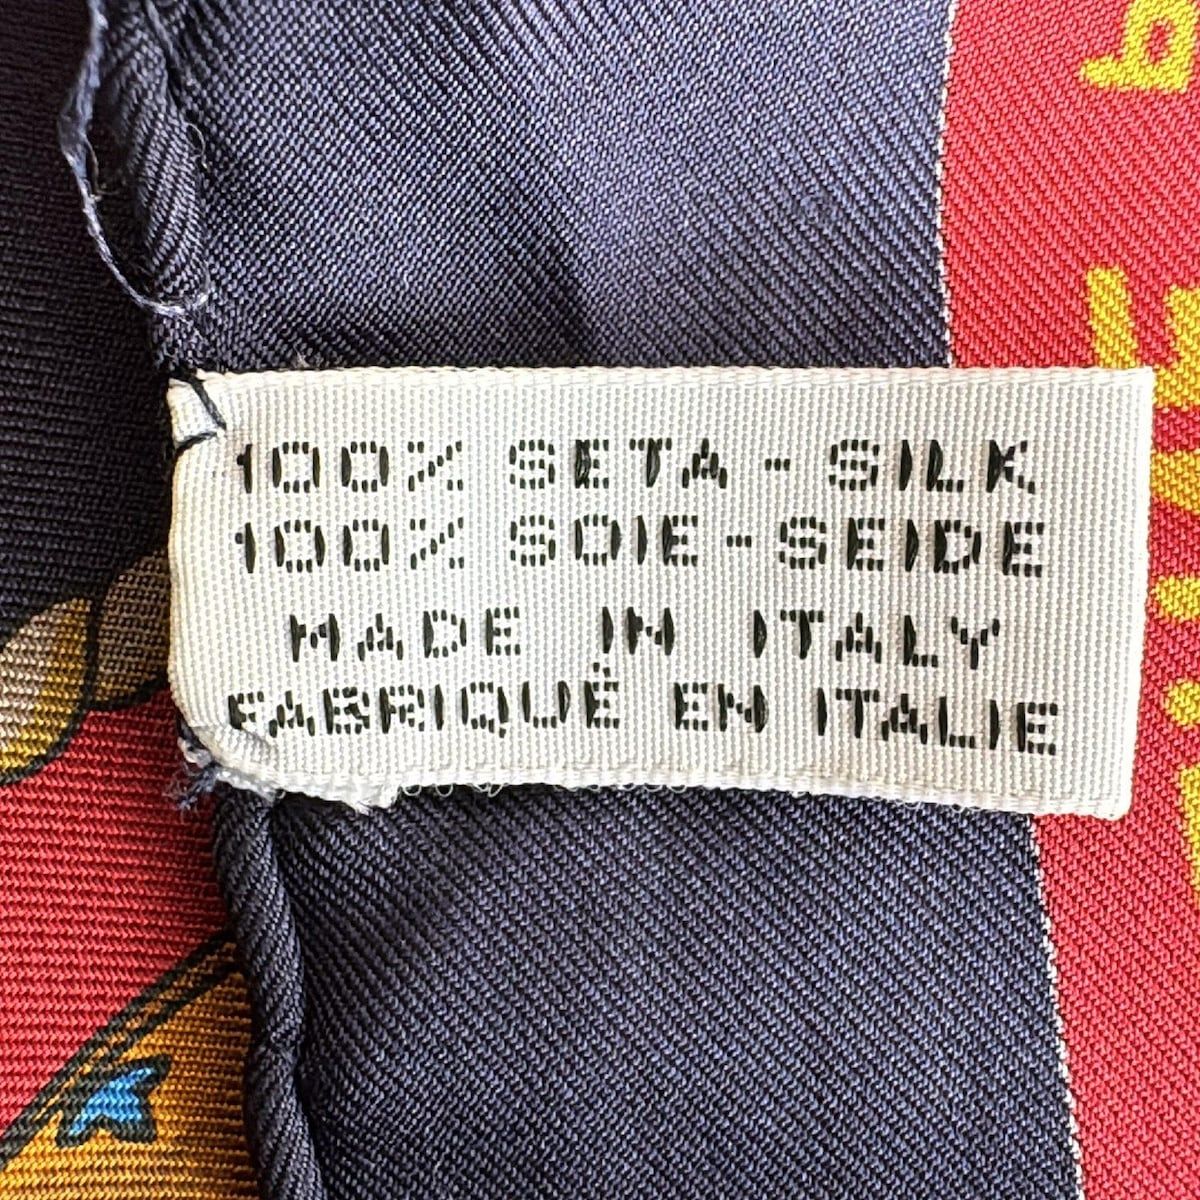 100% SETA - SILK
100% SOIE - SEIDE
MADE IN ITALY
FABRIQUÉ EN ITALIE